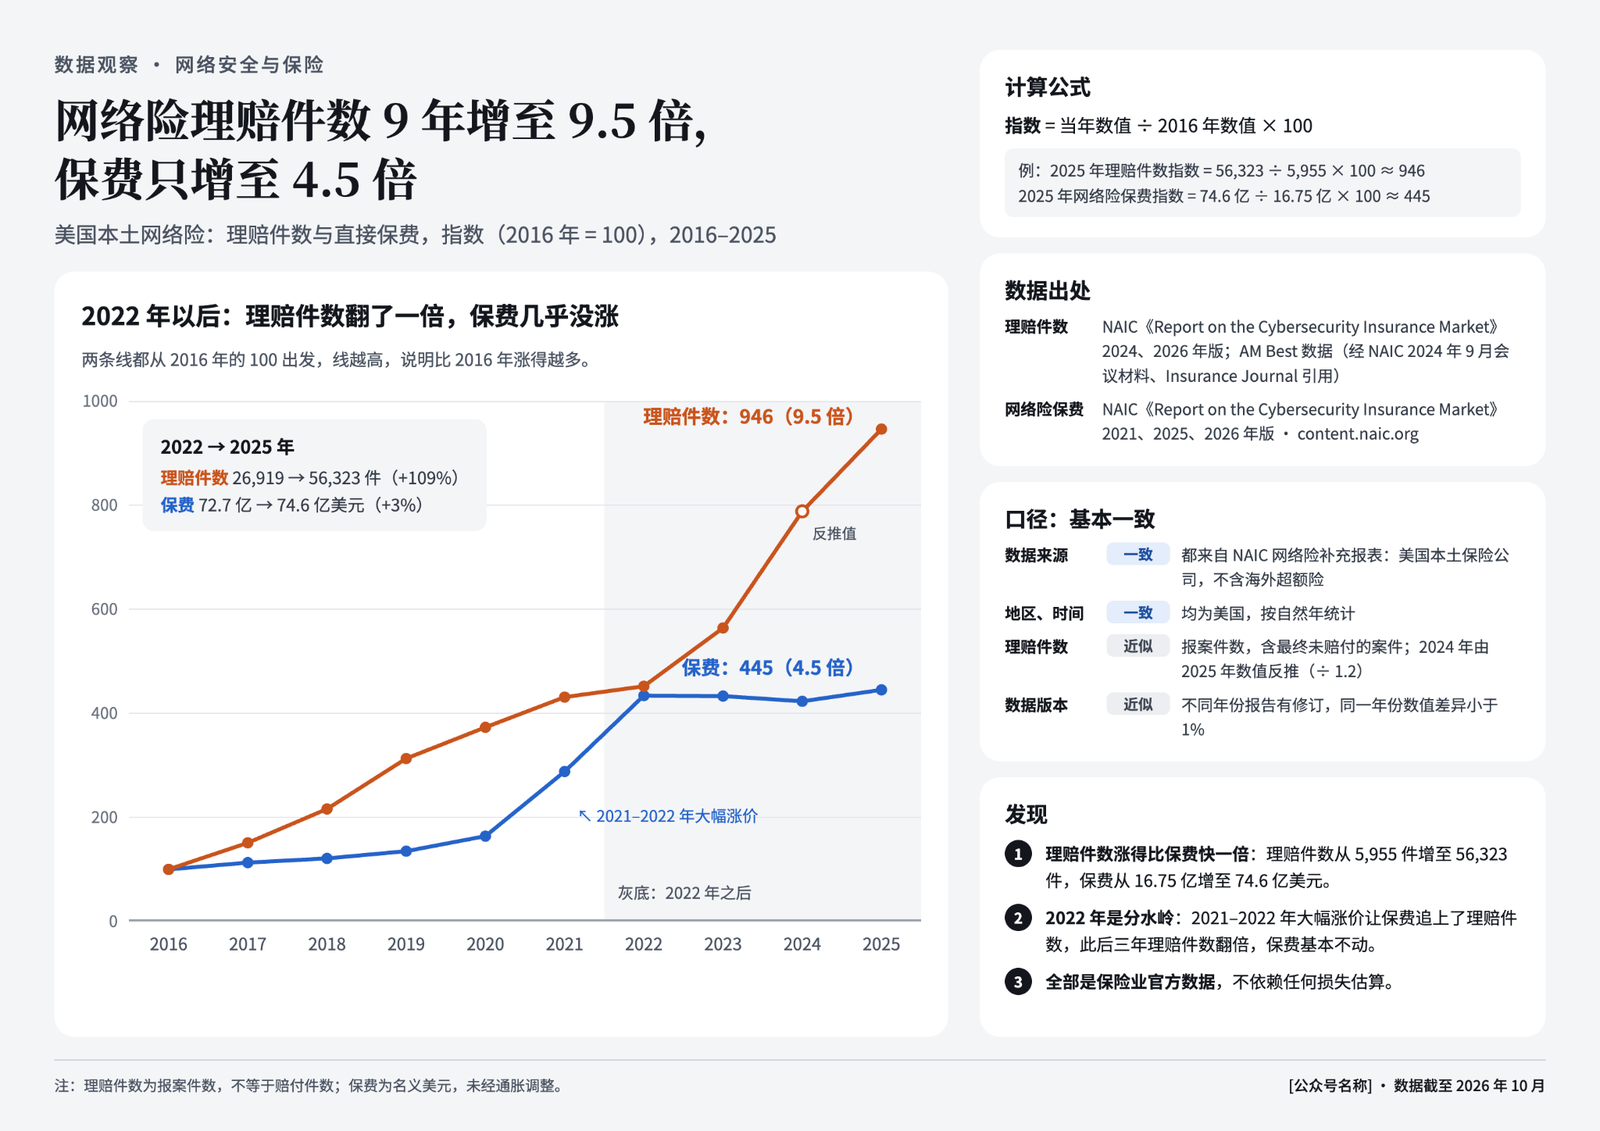 数据观察 · 网络安全与保险
网络险理赔件数 9 年增至 9.5 倍，
保费只增至 4.5 倍
美国本土网络险：理赔件数与直接保费，指数（2016 年 = 100），2016–2025
2022 年以后：理赔件数翻了一倍，保费几乎没涨
两条线都从 2016 年的 100 出发，线越高，说明比 2016 年涨得越多。
1000
800
600
400
200
0
2022 → 2025 年
理赔件数 26,919 → 56,323 件（+109%）
保费 72.7 亿 → 74.6 亿美元（+3%）
理赔件数：946（9.5 倍）
反推值
保费：445（4.5 倍）
↖ 2021–2022 年大幅涨价
灰底：2022 年之后
2016 2017 2018 2019 2020 2021 2022 2023 2024 2025
计算公式
指数 = 当年数值 ÷ 2016 年数值 × 100
例：2025 年理赔件数指数 = 56,323 ÷ 5,955 × 100 ≈ 946
2025 年网络险保费指数 = 74.6 亿 ÷ 16.75 亿 × 100 ≈ 445
数据出处
理赔件数 NAIC《Report on the Cybersecurity Insurance Market》
2024、2026 年版；AM Best 数据（经 NAIC 2024 年 9 月会
议材料、Insurance Journal 引用）
网络险保费 NAIC《Report on the Cybersecurity Insurance Market》
2021、2025、2026 年版 · content.naic.org
口径：基本一致
数据来源 一致 都来自 NAIC 网络险补充报表：美国本土保险公
司，不含海外超额险
地区、时间 一致 均为美国，按自然年统计
理赔件数 近似 报案件数，含最终未赔付的案件；2024 年由
2025 年数值反推（÷ 1.2）
数据版本 近似 不同年份报告有修订，同一年份数值差异小于
1%
发现
1 理赔件数涨得比保费快一倍：理赔件数从 5,955 件增至 56,323
件，保费从 16.75 亿增至 74.6 亿美元。
2 2022 年是分水岭：2021–2022 年大幅涨价让保费追上了理赔件
数，此后三年理赔件数翻倍，保费基本不动。
3 全部是保险业官方数据，不依赖任何损失估算。
注：理赔件数为报案件数，不等于赔付件数；保费为名义美元，未经通胀调整。
[公众号名称] · 数据截至 2026 年 10 月